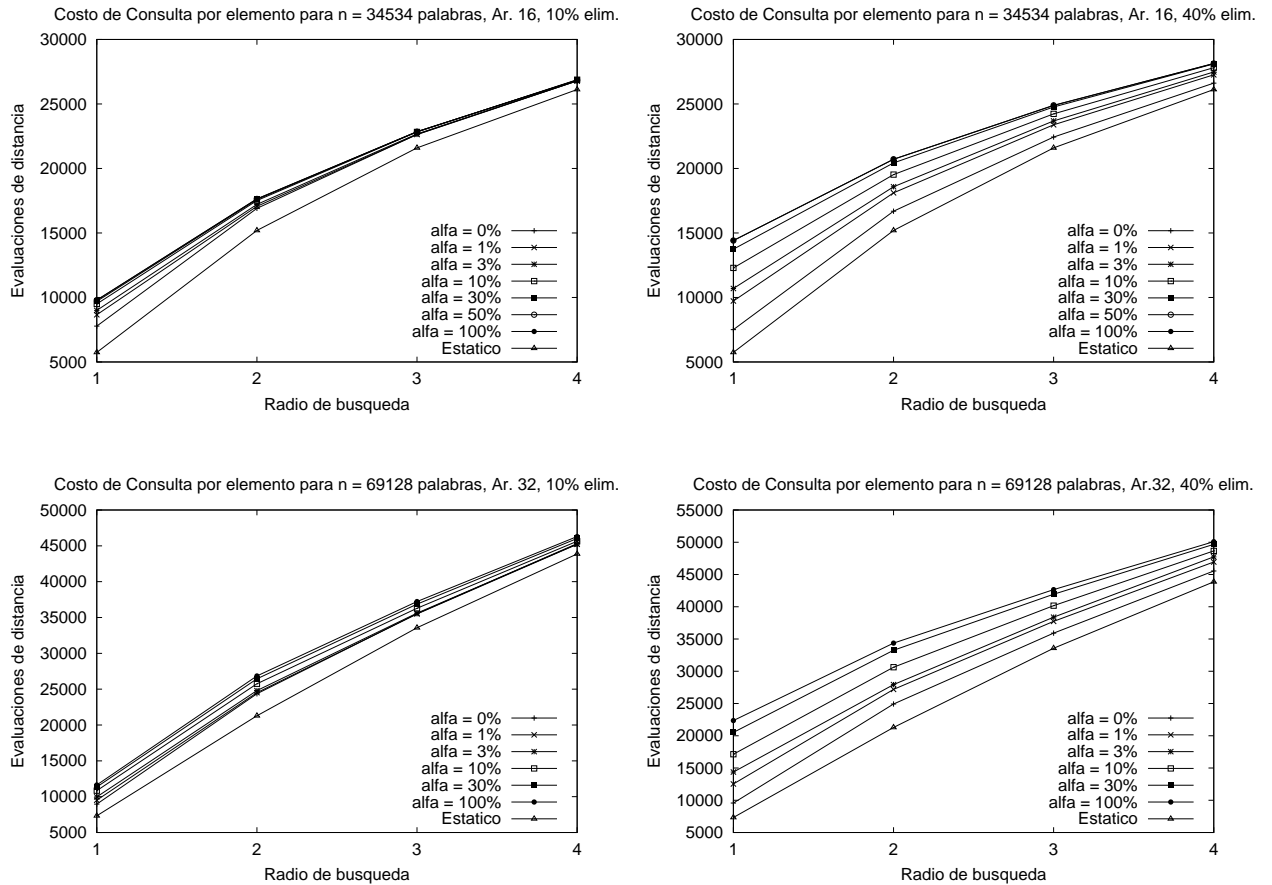 Costo de Consulta por elemento para n = 34534 palabras, Ar. 16, 10% elim.
30000
25000
20000
15000
10000
5000
Evaluaciones de distancia
alfa = 0%
alfa = 1%
alfa = 3%
alfa = 10%
alfa = 30%
alfa = 50%
alfa = 100%
Estatico
1 2 3 4
Radio de busqueda
Costo de Consulta por elemento para n = 34534 palabras, Ar. 16, 40% elim.
30000
25000
20000
15000
10000
5000
Evaluaciones de distancia
alfa = 0%
alfa = 1%
alfa = 3%
alfa = 10%
alfa = 30%
alfa = 50%
alfa = 100%
Estatico
1 2 3 4
Radio de busqueda
Costo de Consulta por elemento para n = 69128 palabras, Ar. 32, 10% elim.
50000
45000
40000
35000
30000
25000
20000
15000
10000
5000
Evaluaciones de distancia
alfa = 0%
alfa = 1%
alfa = 3%
alfa = 10%
alfa = 30%
alfa = 100%
Estatico
1 2 3 4
Radio de busqueda
Costo de Consulta por elemento para n = 69128 palabras, Ar.32, 40% elim.
55000
50000
45000
40000
35000
30000
25000
20000
15000
10000
5000
Evaluaciones de distancia
alfa = 0%
alfa = 1%
alfa = 3%
alfa = 10%
alfa = 30%
alfa = 100%
Estatico
1 2 3 4
Radio de busqueda